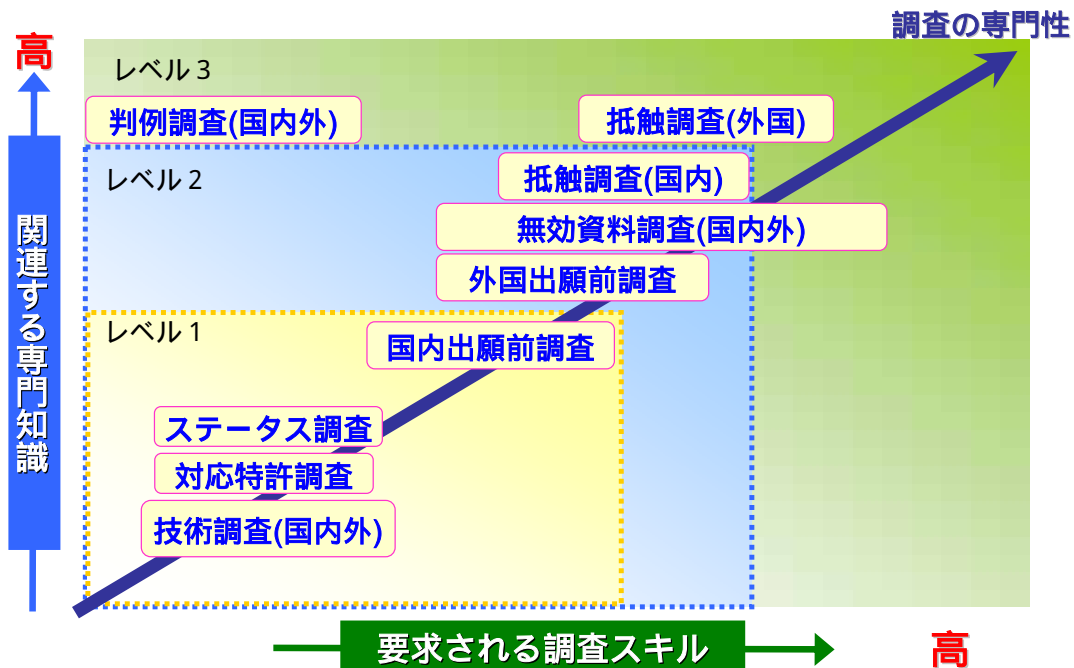 調査の専門性
高
レベル 3
判例調査(国内外)
抵触調査(外国)
レベル 2
抵触調査(国内)
無効資料調査(国内外)
外国出願前調査
レベル 1
国内出願前調査
ステータス調査
対応特許調査
技術調査(国内外)
関連する専門知識
要求される調査スキル
高